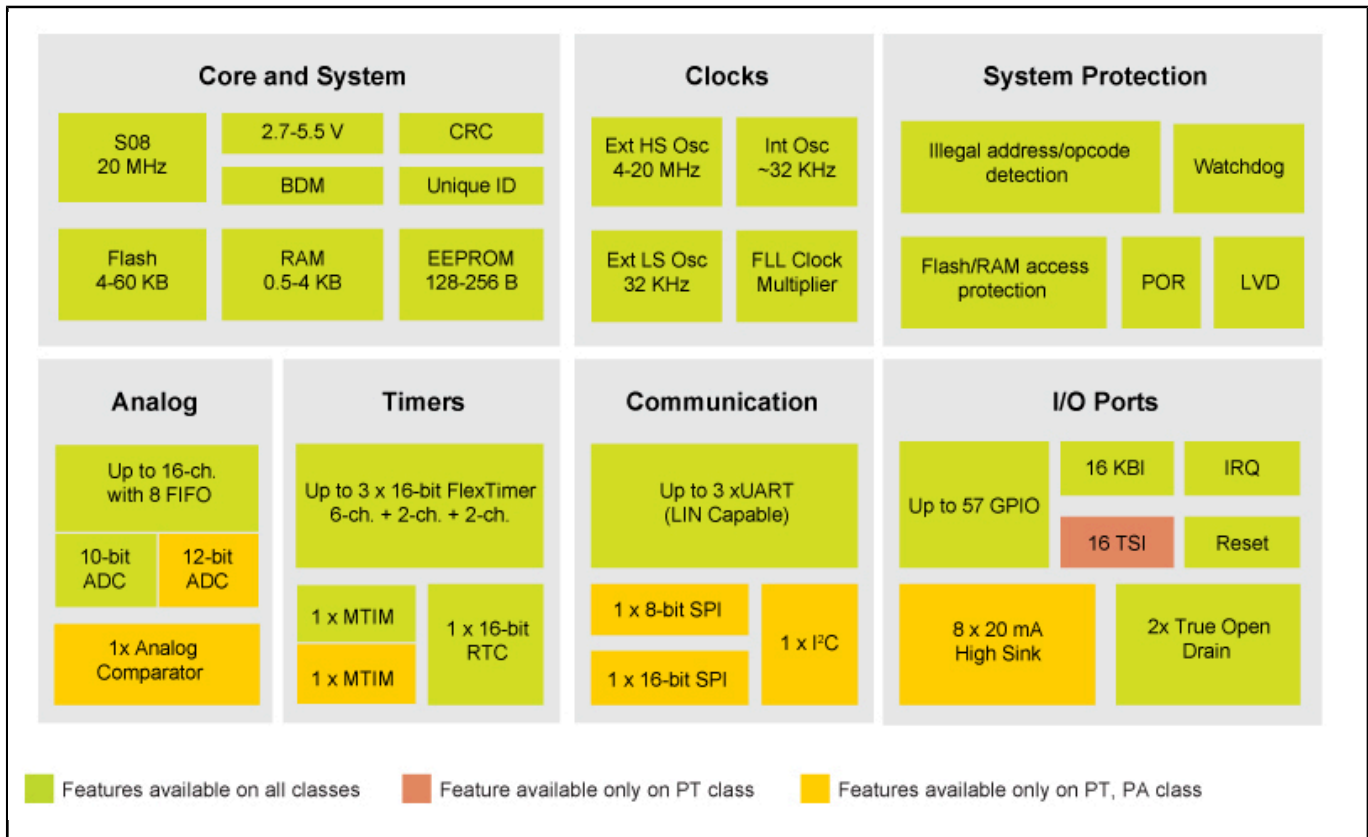 Core and System
S08
20 MHz
2.7-5.5 V
CRC
BDM
Unique ID
Flash
4-60 KB
RAM
0.5-4 KB
EEPROM
128-256 B
Clocks
Ext HS Osc
4-20 MHz
Int Osc
~32 KHz
Ext LS Osc
32 KHz
FLL Clock
Multiplier
System Protection
Illegal address/opcode
detection
Watchdog
Flash/RAM access
protection
POR
LVD
Analog
Up to 16-ch.
with 8 FIFO
10-bit
ADC
12-bit
ADC
1x Analog
Comparator
Timers
Up to 3 x 16-bit FlexTimer
6-ch. + 2-ch. + 2-ch.
1 x MTIM
1 x MTIM
1 x 16-bit
RTC
Communication
Up to 3 xUART
(LIN Capable)
1 x 8-bit SPI
1 x 16-bit SPI
1 x I²C
I/O Ports
Up to 57 GPIO
16 KBI
IRQ
16 TSI
Reset
8 x 20 mA
High Sink
2x True Open
Drain
Features available on all classes
Feature available only on PT class
Features available only on PT, PA class